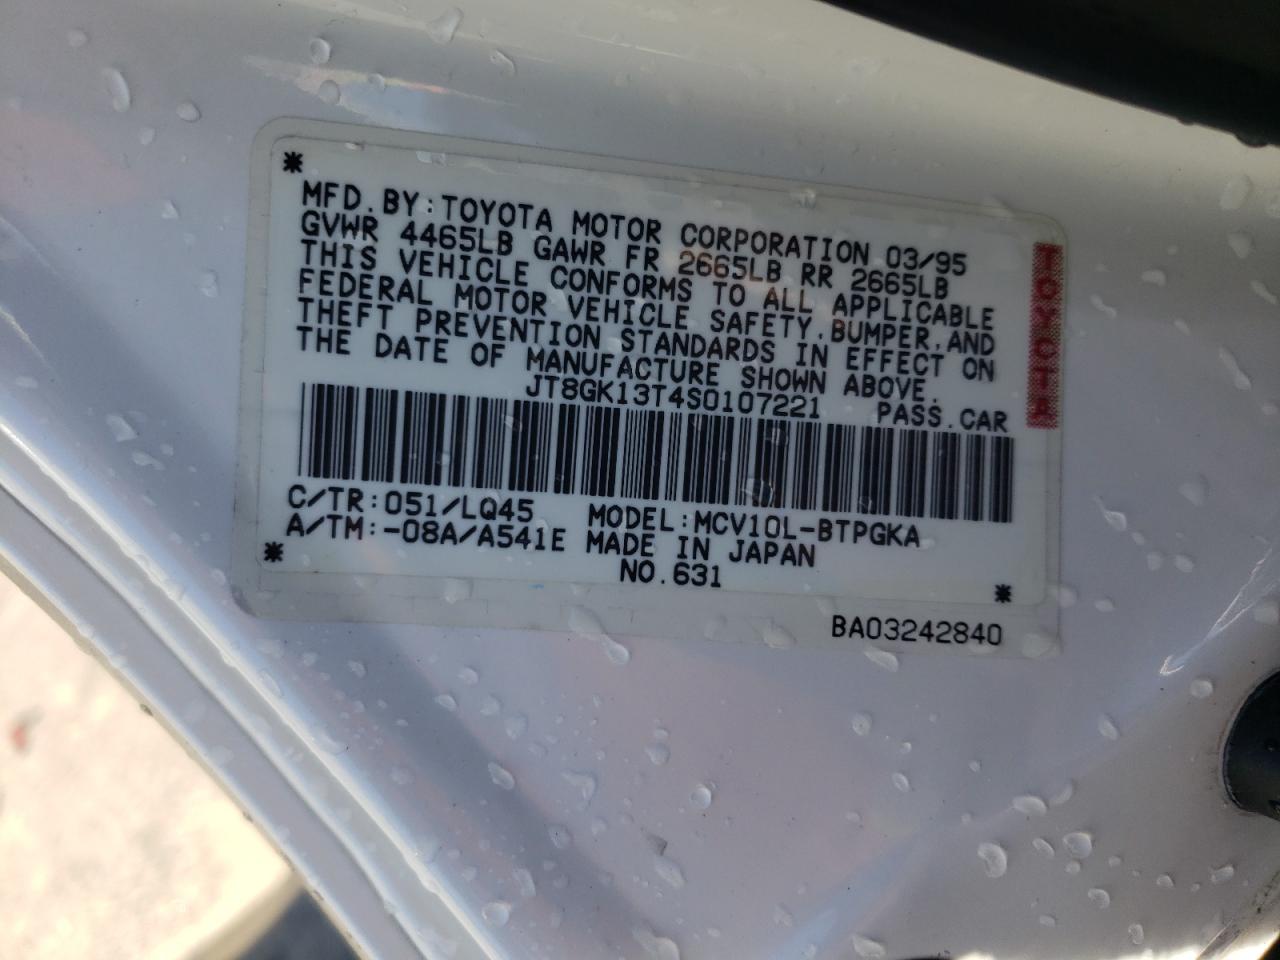 MFD.BY:TOYOTA MOTOR CORPORATION 03/95
GVWR 4465LB GAWR FR 2665LB RR 2665LB
THIS VEHICLE CONFORMS TO ALL APPLICABLE
FEDERAL MOTOR VEHICLE SAFETY,BUMPER,AND
THEFT PREVENTION STANDARDS IN EFFECT ON
THE DATE OF MANUFACTURE SHOWN ABOVE.
JT8GK13T4S0107221 PASS.CAR
C/TR:051/LQ45 MODEL:MCV10L-BTPGKA
A/TM:-08A/A541E MADE IN JAPAN
NO.631
BA03242840
TOYOTA